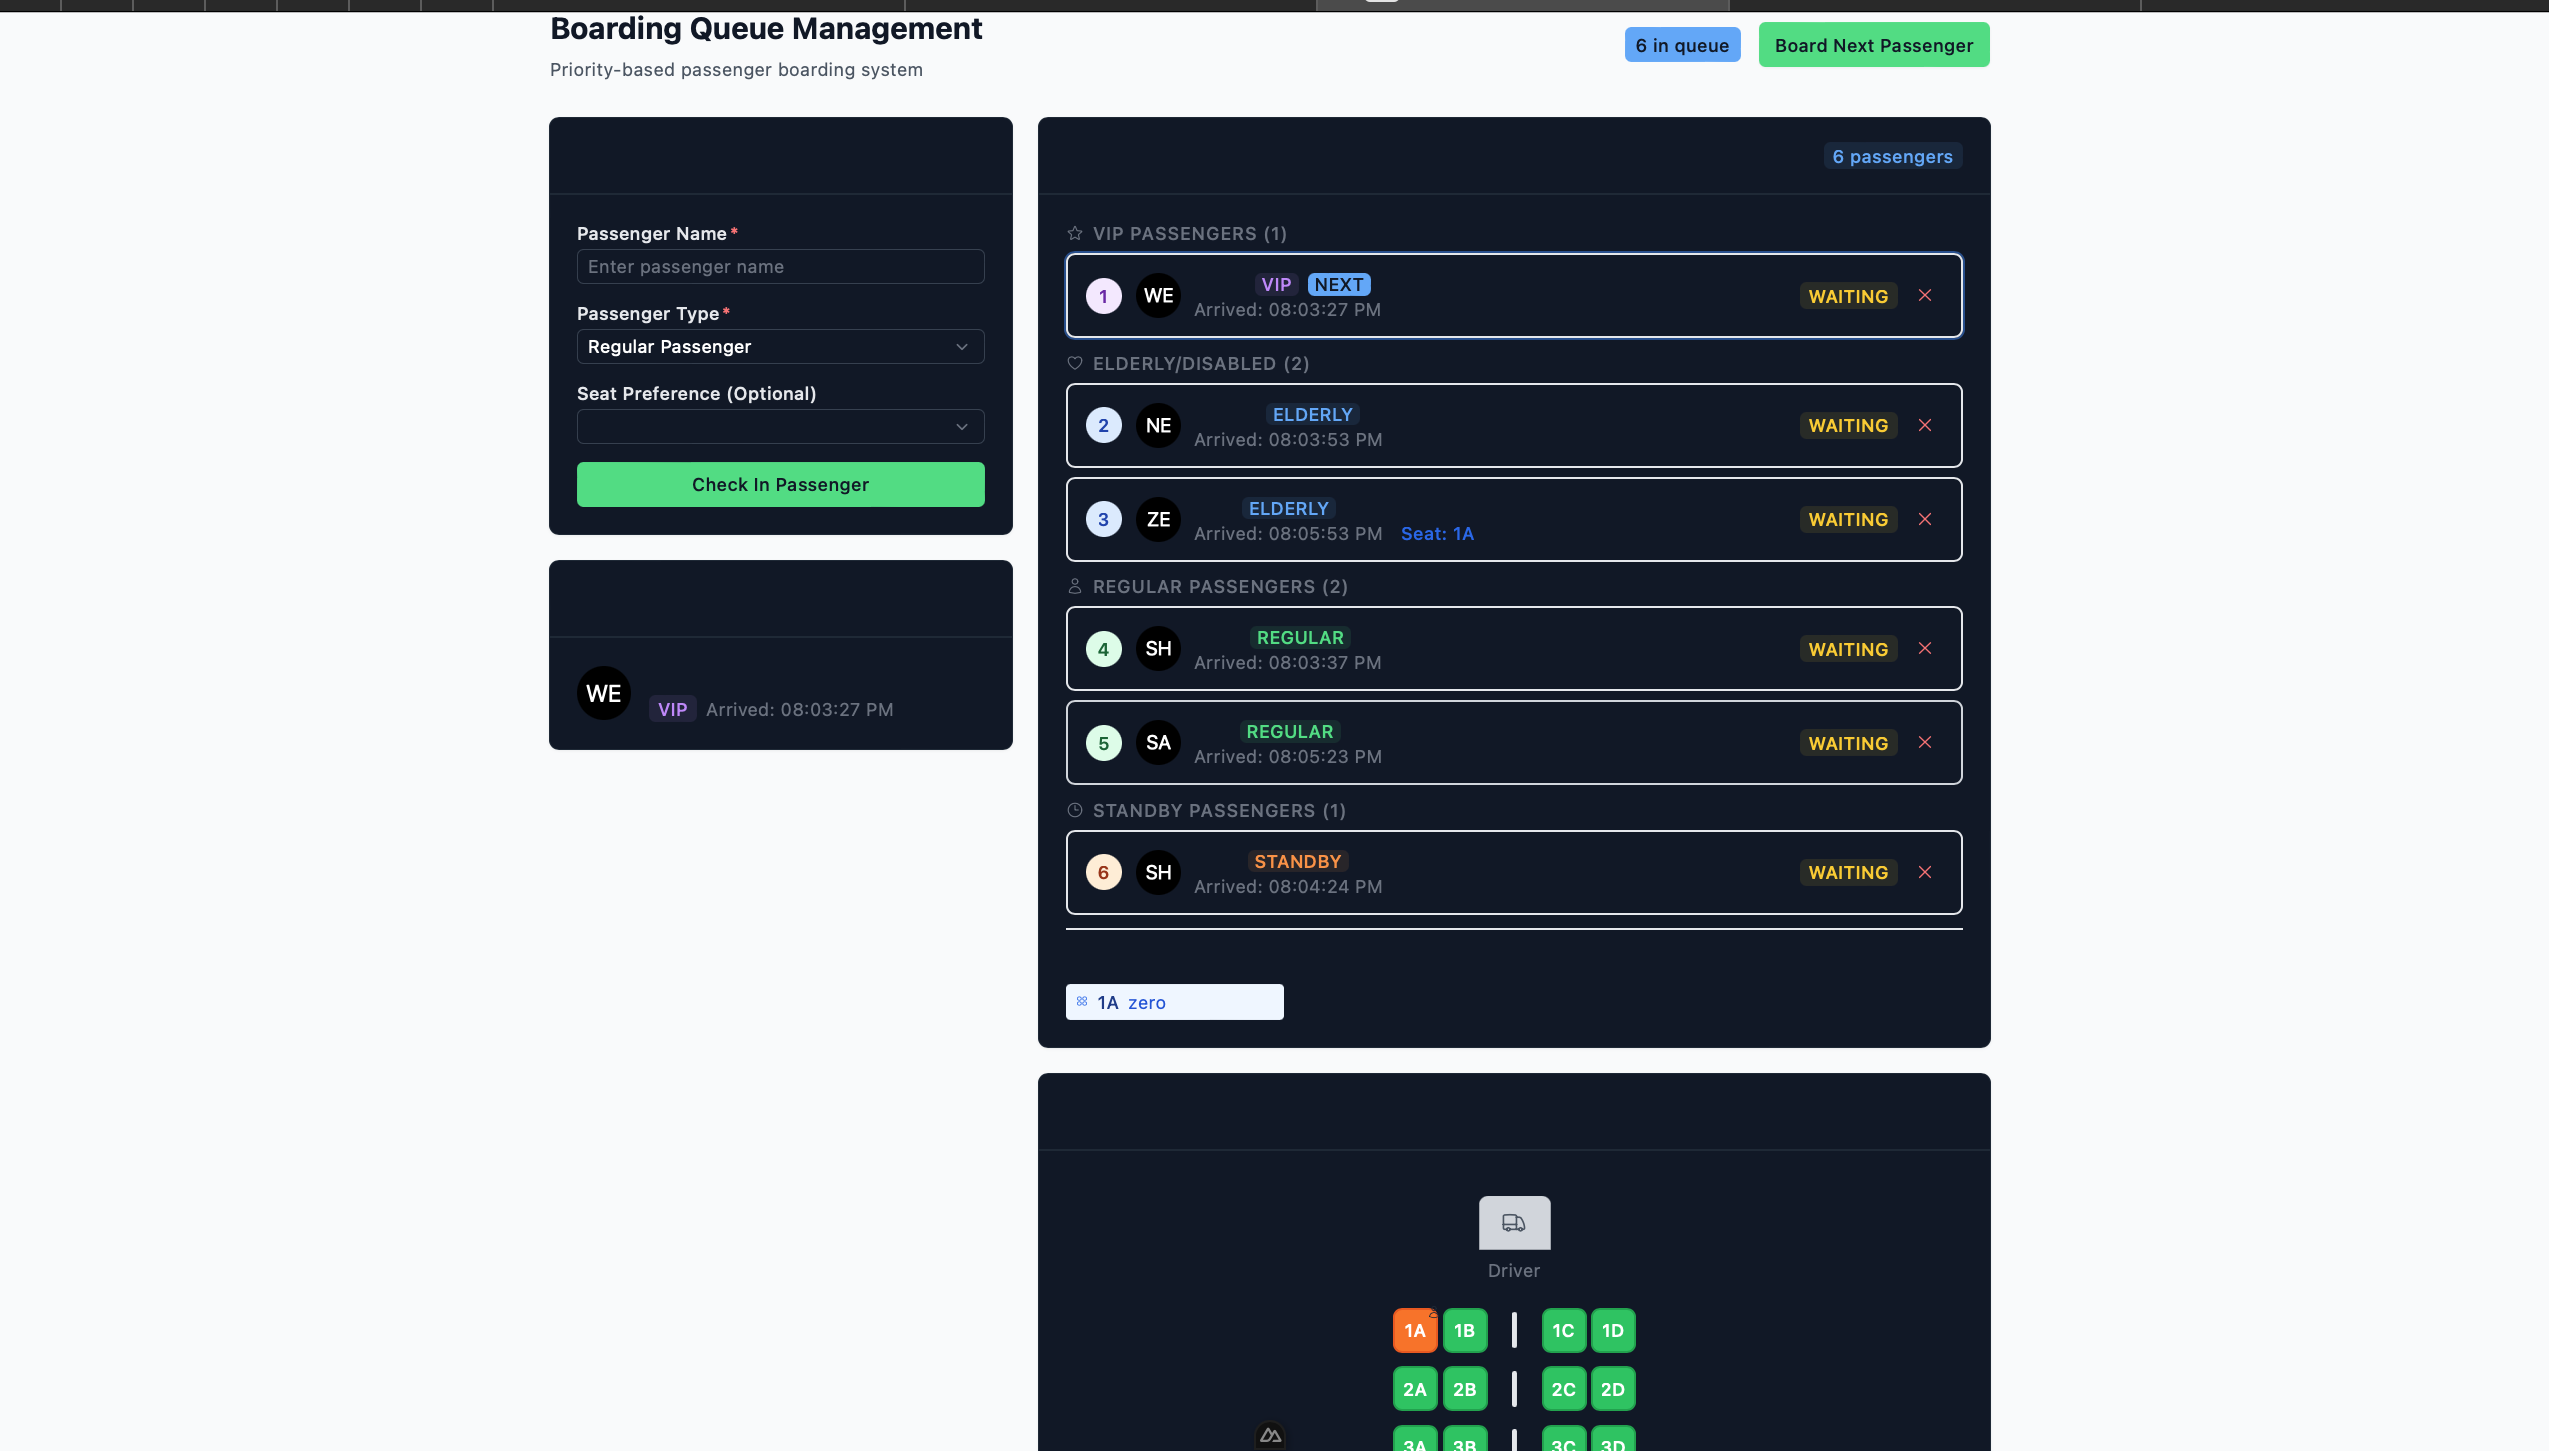 Boarding Queue Management
Priority-based passenger boarding system
6 in queue
Board Next Passenger
Passenger Name*
Enter passenger name
Passenger Type*
Regular Passenger
Seat Preference (Optional)
Check In Passenger
WE
VIP Arrived: 08:03:27 PM
6 passengers
VIP PASSENGERS (1)
1 WE VIP NEXT
Arrived: 08:03:27 PM
WAITING
ELDERLY/DISABLED (2)
2 NE ELDERLY
Arrived: 08:03:53 PM
WAITING
3 ZE ELDERLY
Arrived: 08:05:53 PM Seat: 1A
WAITING
REGULAR PASSENGERS (2)
4 SH REGULAR
Arrived: 08:03:37 PM
WAITING
5 SA REGULAR
Arrived: 08:05:23 PM
WAITING
STANDBY PASSENGERS (1)
6 SH STANDBY
Arrived: 08:04:24 PM
WAITING
1A zero
Driver
1A 1B 1C 1D
2A 2B 2C 2D
3A 3B 3C 3D